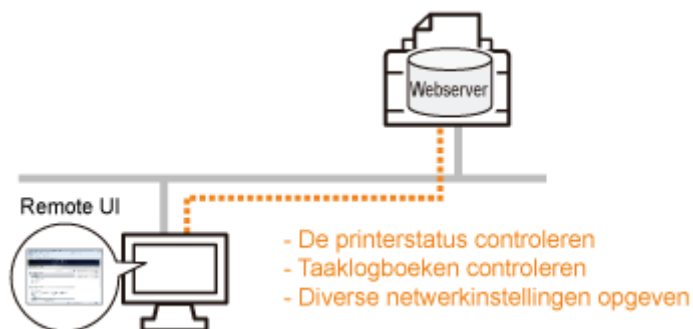 Webserver
Remote UI
- De printerstatus controleren
- Taaklogboeken controleren
- Diverse netwerkinstellingen opgeven